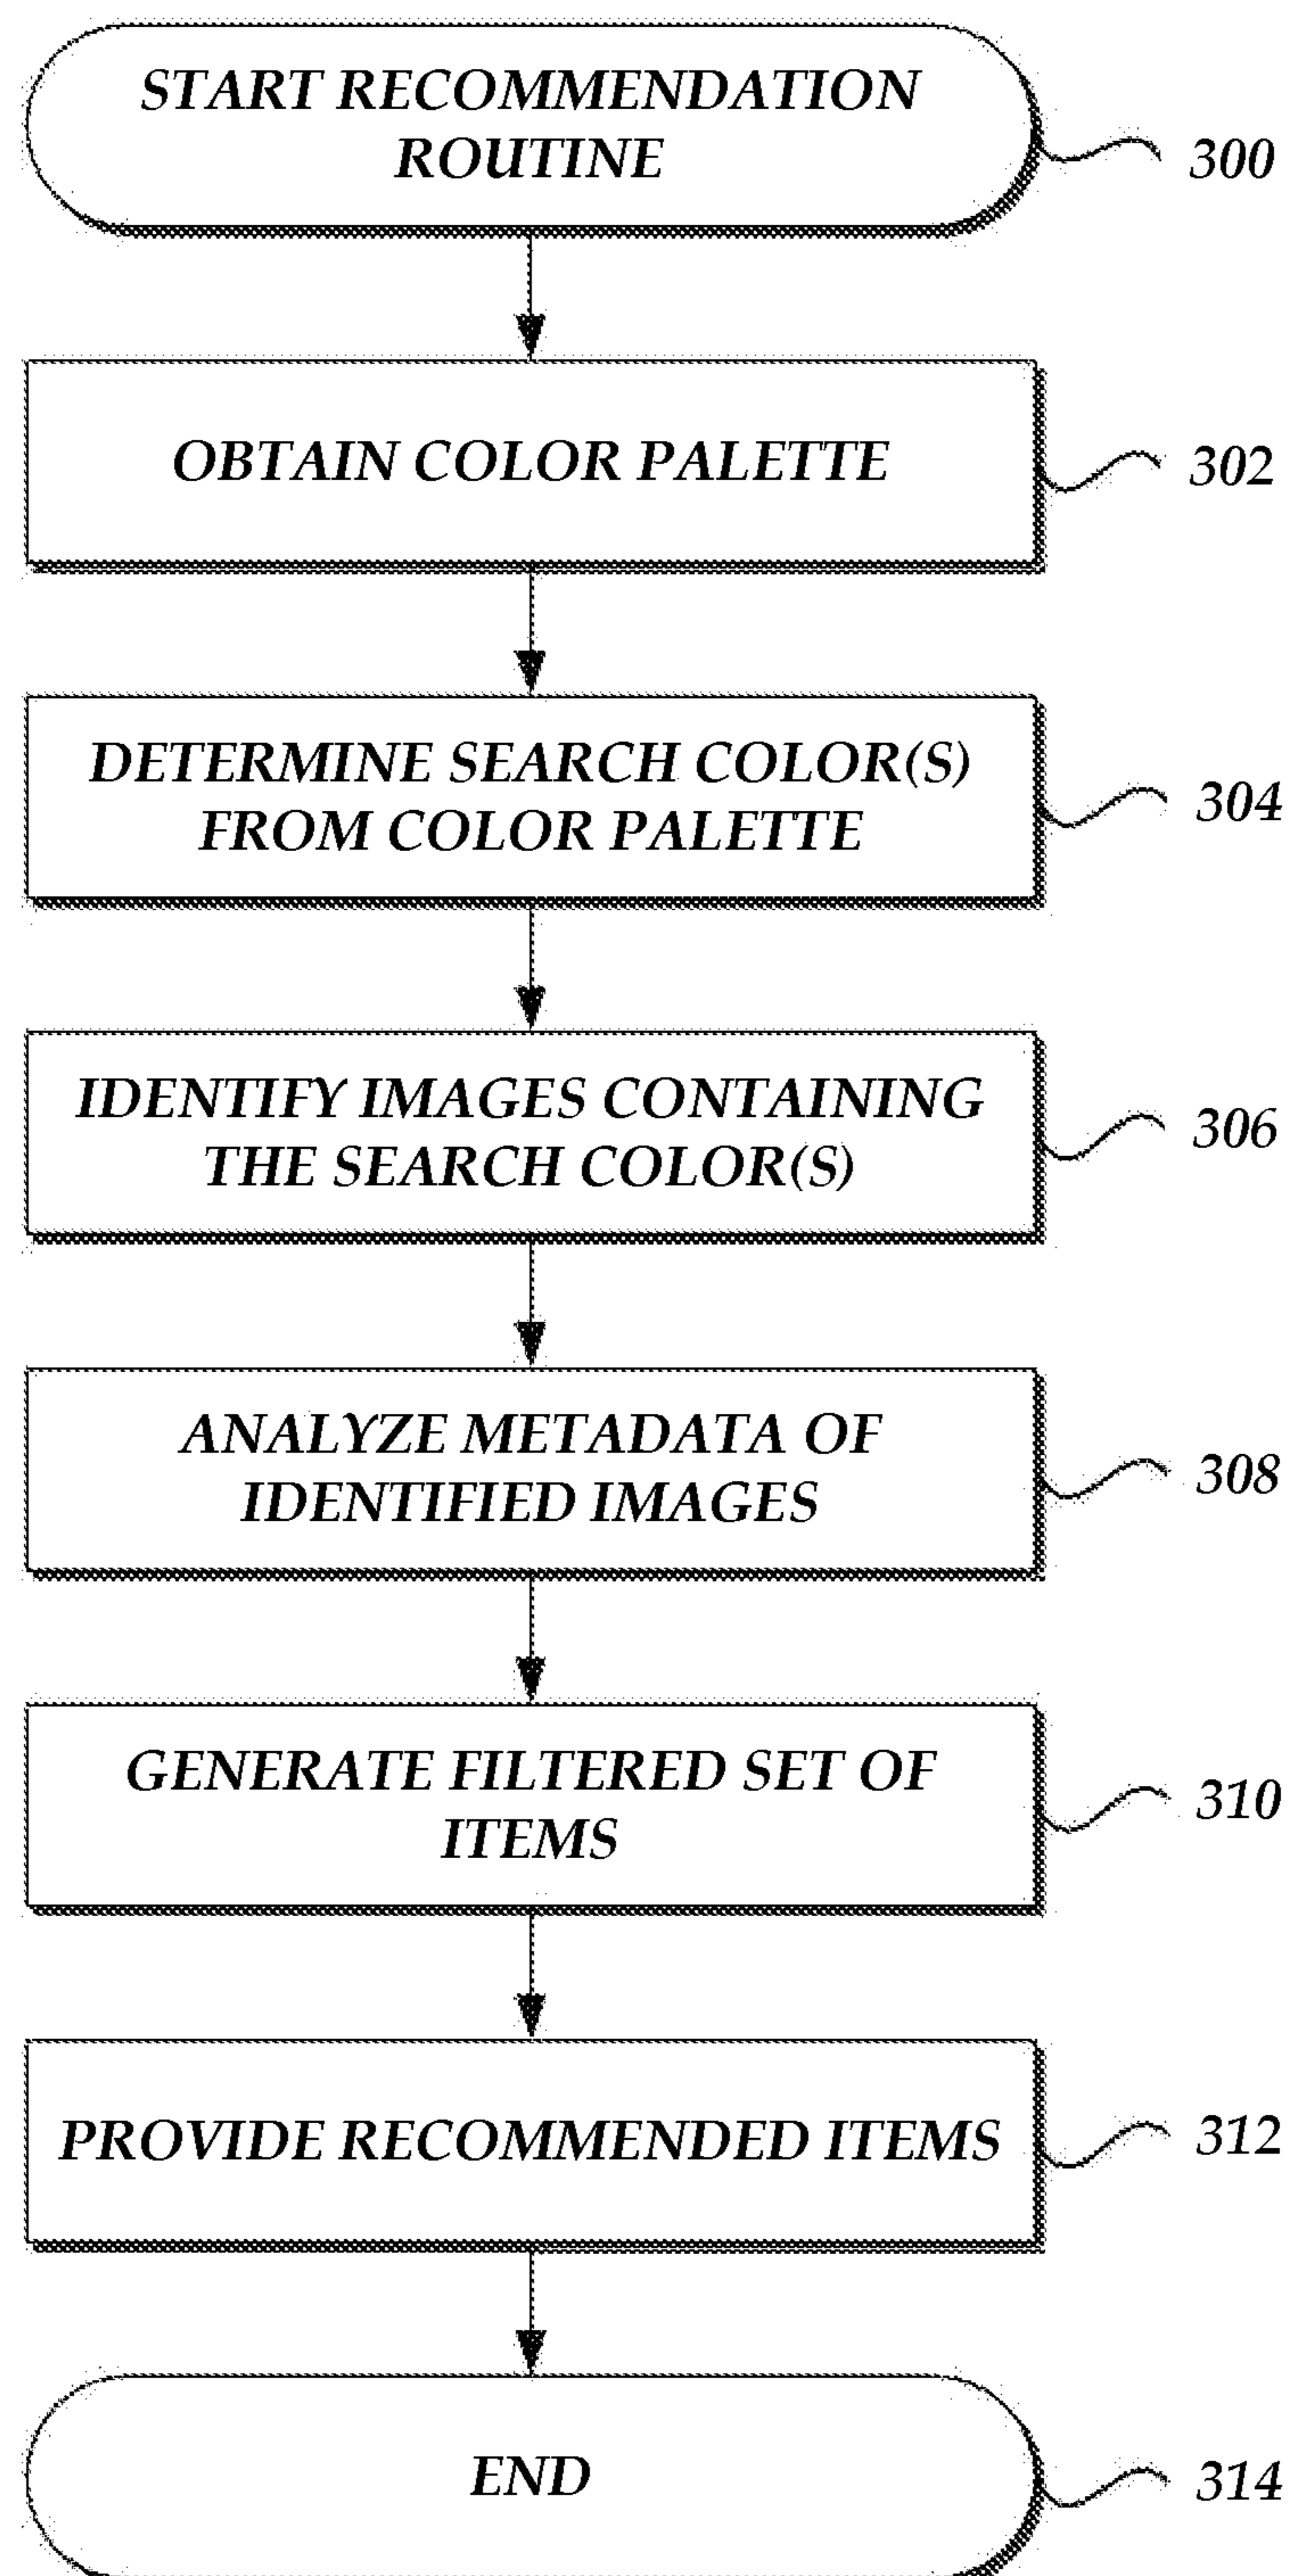 START RECOMMENDATION
ROUTINE
300
OBTAIN COLOR PALETTE
302
DETERMINE SEARCH COLOR(S)
FROM COLOR PALETTE
304
IDENTIFY IMAGES CONTAINING
THE SEARCH COLOR(S)
306
ANALYZE METADATA OF
IDENTIFIED IMAGES
308
GENERATE FILTERED SET OF
ITEMS
310
PROVIDE RECOMMENDED ITEMS
312
END
314